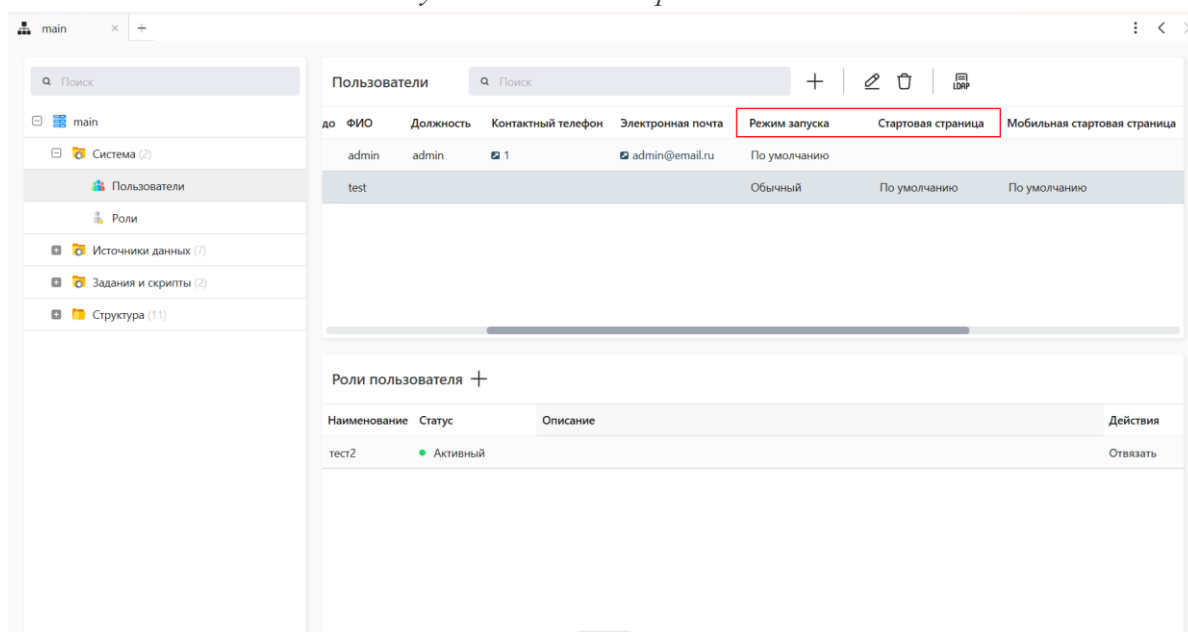 main × +
Поиск
main
Система (2)
Пользователи
Роли
Источники данных (7)
Задания и скрипты (2)
Структура (11)
Пользователи Поиск LDAP
до ФИО Должность Контактный телефон Электронная почта Режим запуска Стартовая страница Мобильная стартовая страница
admin admin 1 admin@email.ru По умолчанию
test Обычный По умолчанию По умолчанию
Роли пользователя +
Наименование Статус Описание Действия
тест2 Активный Отвязать